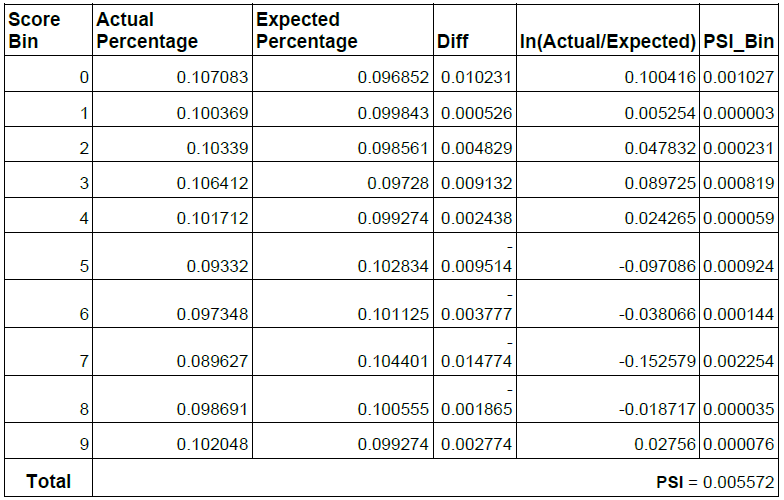 Score Bin Actual Percentage Expected Percentage Diff ln(Actual/Expected) PSI_Bin
0 0.107083 0.096852 0.010231 0.100416 0.001027
1 0.100369 0.099843 0.000526 0.005254 0.000003
2 0.10339 0.098561 0.004829 0.047832 0.000231
3 0.106412 0.09728 0.009132 0.089725 0.000819
4 0.101712 0.099274 0.002438 0.024265 0.000059
5 0.09332 0.102834 -0.009514 -0.097086 0.000924
6 0.097348 0.101125 -0.003777 -0.038066 0.000144
7 0.089627 0.104401 -0.014774 -0.152579 0.002254
8 0.098691 0.100555 -0.001865 -0.018717 0.000035
9 0.102048 0.099274 0.002774 0.02756 0.000076
Total PSI = 0.005572